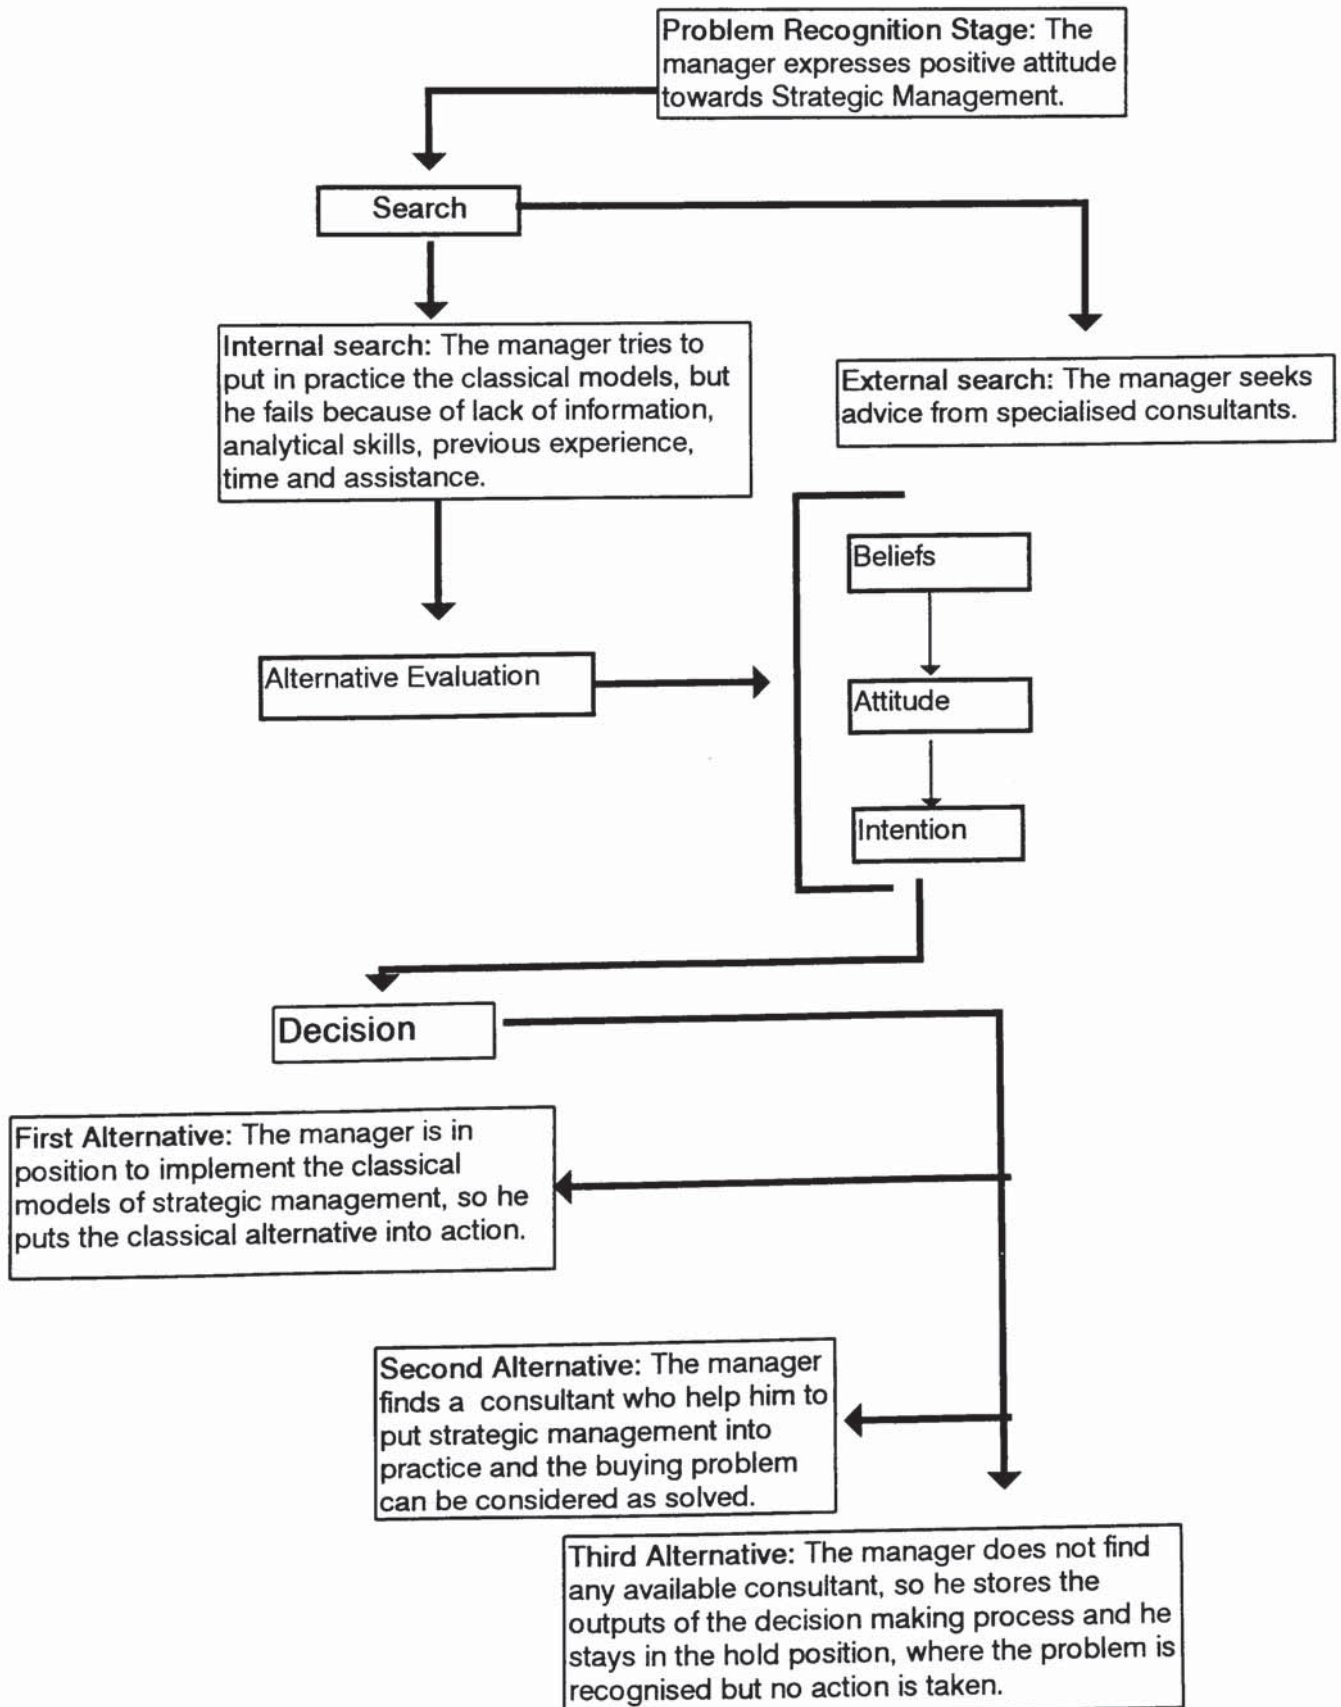 Problem Recognition Stage: The
manager expresses positive attitude
towards Strategic Management.
Search
Internal search: The manager tries to
put in practice the classical models, but
he fails because of lack of information,
analytical skills, previous experience,
time and assistance.
External search: The manager seeks
advice from specialised consultants.
Beliefs
Alternative Evaluation
Attitude
Intention
Decision
First Alternative: The manager is in
position to implement the classical
models of strategic management, so he
puts the classical alternative into action.
Second Alternative: The manager
finds a consultant who help him to
put strategic management into
practice and the buying problem
can be considered as solved.
Third Alternative: The manager does not find
any available consultant, so he stores the
outputs of the decision making process and he
stays in the hold position, where the problem is
recognised but no action is taken.